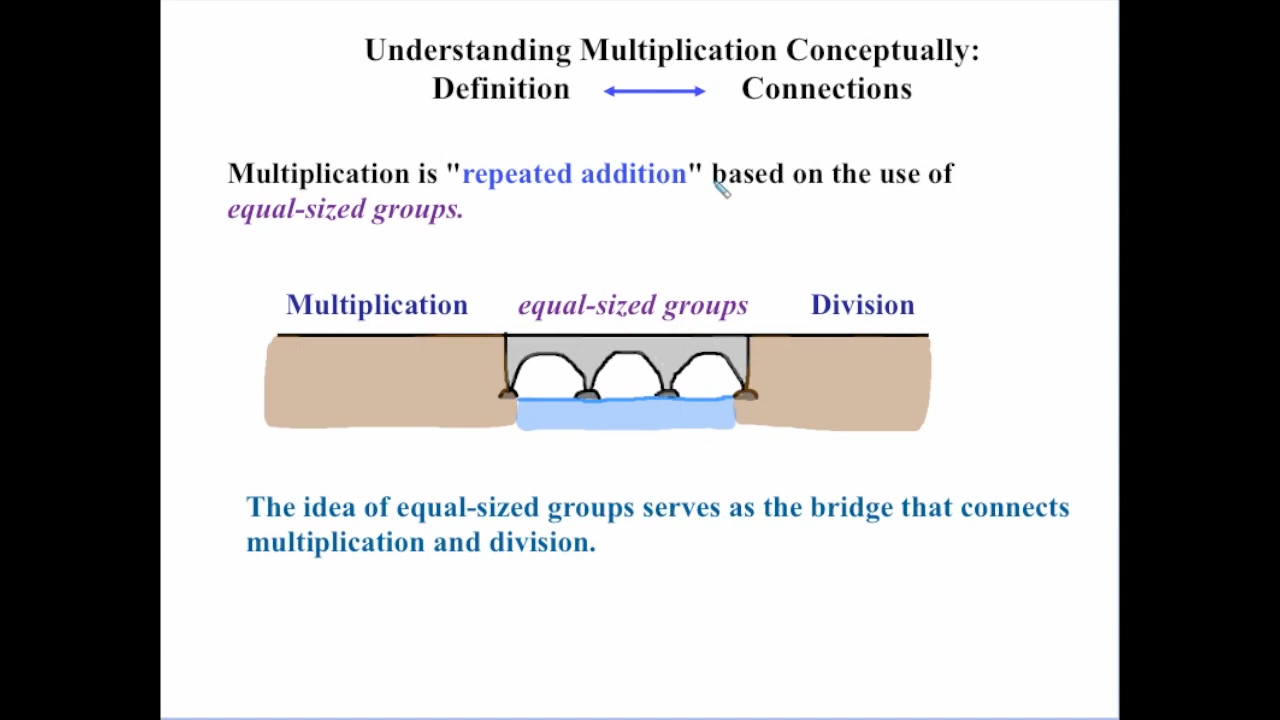 Understanding Multiplication Conceptually:
Definition Connections
Multiplication is "repeated addition" based on the use of
equal-sized groups.
Multiplication equal-sized groups Division
The idea of equal-sized groups serves as the bridge that connects
multiplication and division.